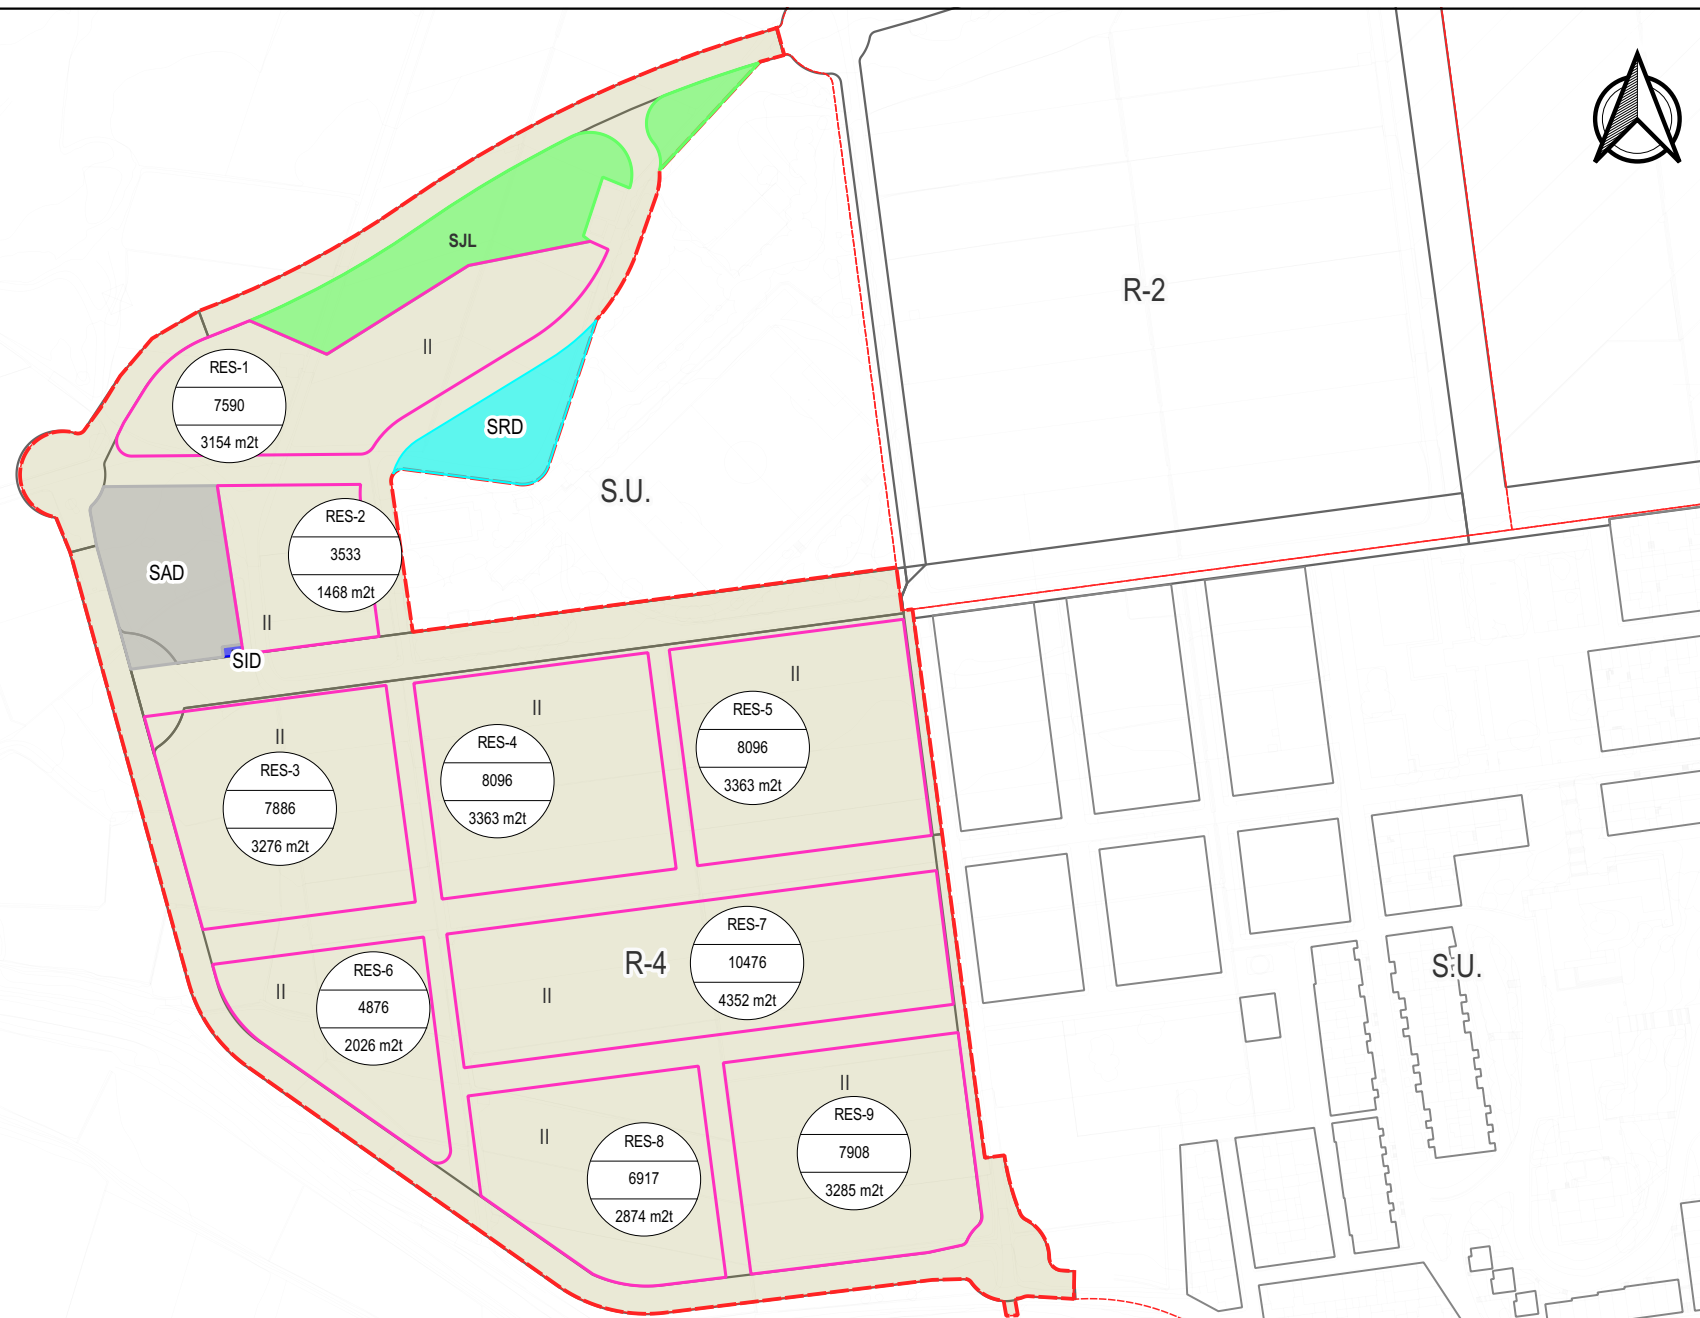 SJL
R-2
II
RES-1
7590
3154 m2t
SRD
S.U.
RES-2
3533
1468 m2t
SAD
II
SID
II
RES-3
7886
3276 m2t
II
RES-4
8096
3363 m2t
II
RES-5
8096
3363 m2t
II
RES-6
4876
2026 m2t
R-4
II
RES-7
10476
4352 m2t
S.U.
II
RES-8
6917
2874 m2t
II
RES-9
7908
3285 m2t